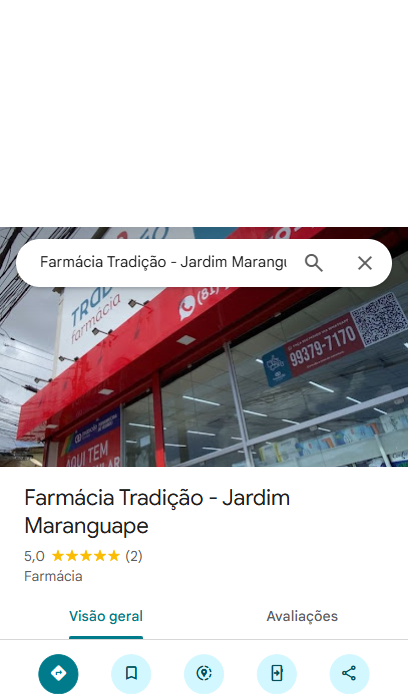 Farmácia Tradição - Jardim Marangu
farmácia
(81)
99379-7170
AQUI TEM
Farmácia Tradição - Jardim
Maranguape
5,0 (2)
Farmácia
Visão geral
Avaliações